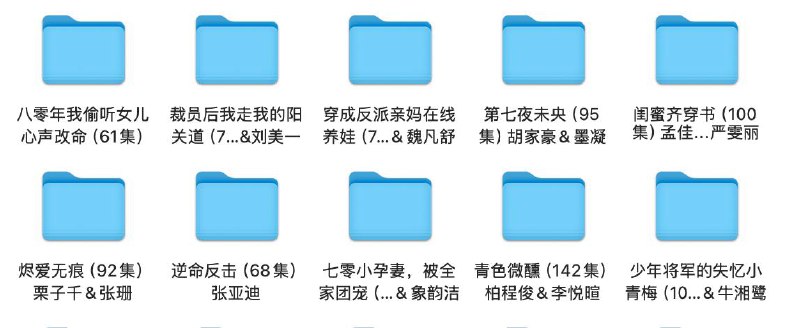 八零年我偷听女儿
心声改命 (61集)
裁员后我走我的阳
关道 (7...&刘美一
穿成反派亲妈在线
养娃 (7...& 魏凡舒
第七夜未央 (95
集) 胡家豪&墨凝
闺蜜齐穿书 (100
集) 孟佳...严雯丽
烬爱无痕 (92集)
栗子千&张珊
逆命反击 (68集)
张亚迪
七零小孕妻，被全
家团宠 (...& 象韵洁
青色微醺 (142集)
柏程俊&李悦暄
少年将军的失忆小
青梅 (10...&牛湘鹭